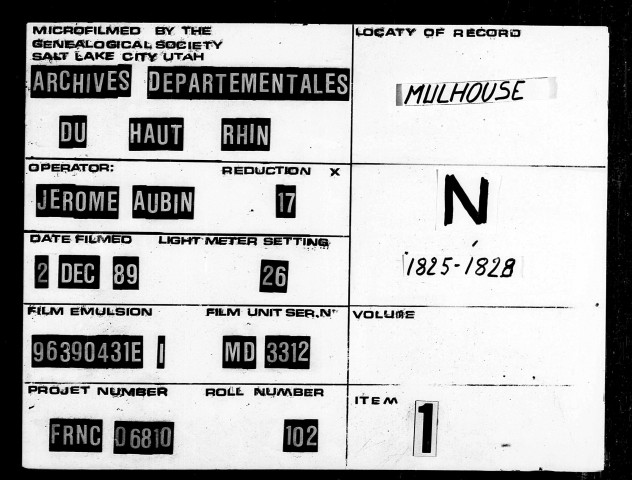 MICROFILMED BY THE
GENEALOGICAL SOCIETY
SALT LAKE CITY UTAH
ARCHIVES DEPARTEMENTALES
DU HAUT RHIN
OPERATOR: REDUCTION X
JEROME AUBIN 17
DATE FILMED LIGHT METER SETTING
2 DEC 89 26
FILM EMULSION FILM UNIT SER.N°
96390431E 1 MD 3312
PROJET NUMBER ROLL NUMBER
FRNC 06810 102
LOCATY OF RECORD
MULHOUSE
N
1825-1828
VOLUME
ITEM 1